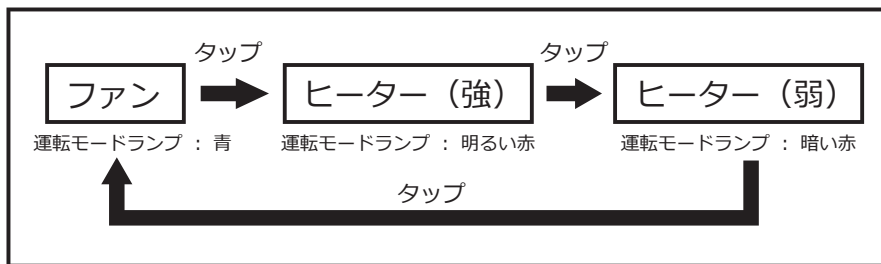 タップ タップ
ファン ヒーター（強） ヒーター（弱）
運転モードランプ : 青 運転モードランプ : 明るい赤 運転モードランプ : 暗い赤
タップ